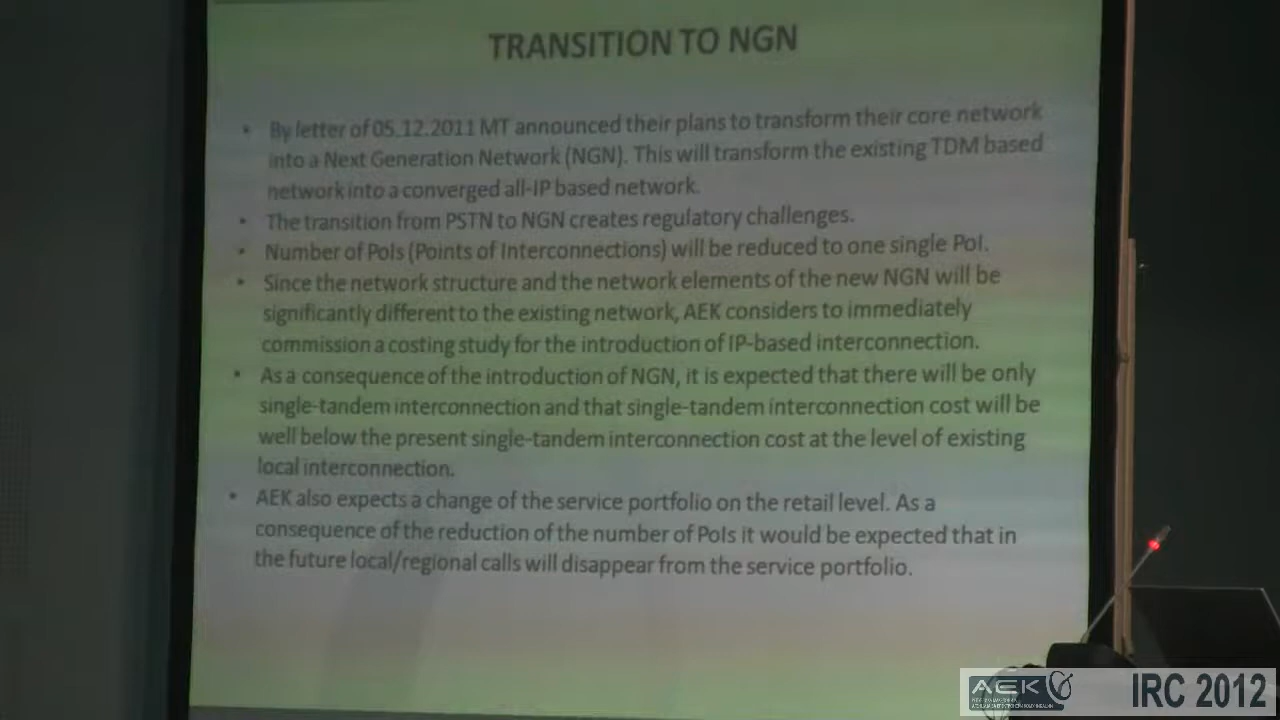 TRANSITION TO NGN
• By letter of 05.12.2011 MT announced their plans to transform their core network
into a Next Generation Network (NGN). This will transform the existing TDM based
network into a converged all-IP based network.
• The transition from PSTN to NGN creates regulatory challenges.
• Number of PoIs (Points of Interconnections) will be reduced to one single PoI.
• Since the network structure and the network elements of the new NGN will be
significantly different to the existing network, AEK considers to immediately
commission a costing study for the introduction of IP-based interconnection.
• As a consequence of the introduction of NGN, it is expected that there will be only
single-tandem interconnection and that single-tandem interconnection cost will be
well below the present single-tandem interconnection cost at the level of existing
local interconnection.
• AEK also expects a change of the service portfolio on the retail level. As a
consequence of the reduction of the number of PoIs it would be expected that in
the future local/regional calls will disappear from the service portfolio.
AEK
IRC 2012